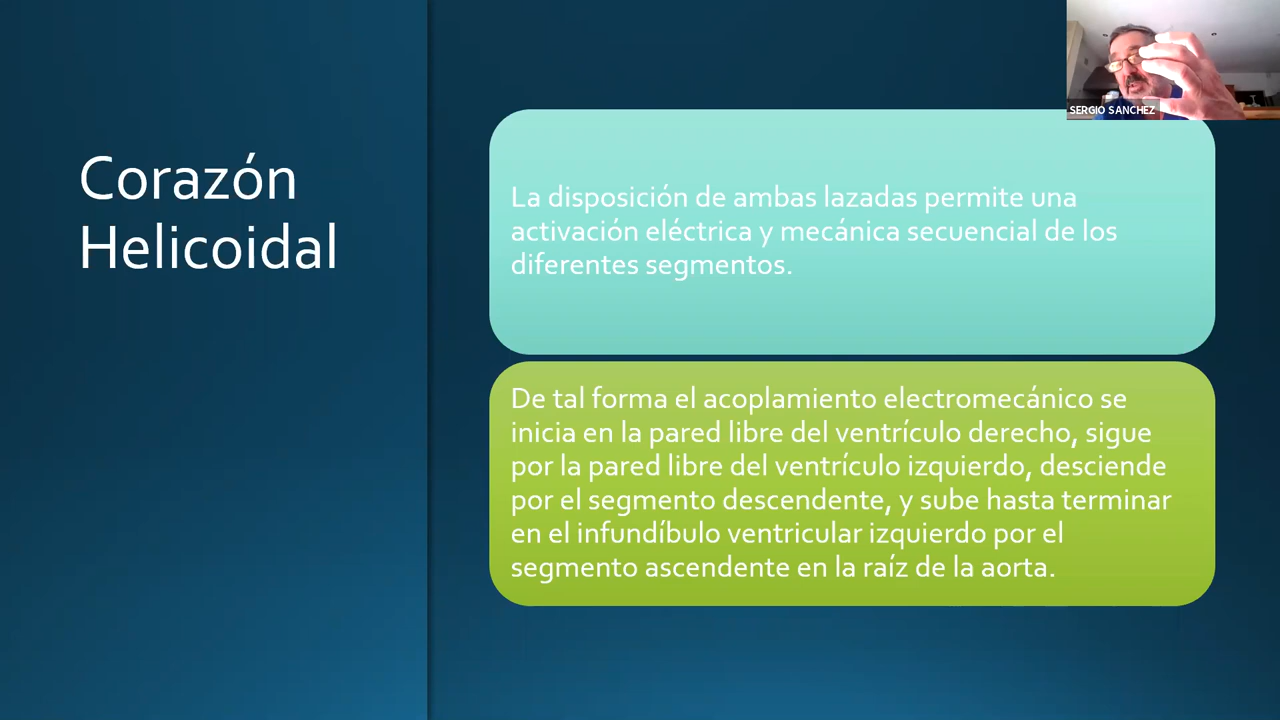 Corazón
Helicoidal
SERGIO SANCHEZ
La disposición de ambas lazadas permite una
activación eléctrica y mecánica secuencial de los
diferentes segmentos.
De tal forma el acoplamiento electromecánico se
inicia en la pared libre del ventrículo derecho, sigue
por la pared libre del ventrículo izquierdo, desciende
por el segmento descendente, y sube hasta terminar
en el infundíbulo ventricular izquierdo por el
segmento ascendente en la raíz de la aorta.